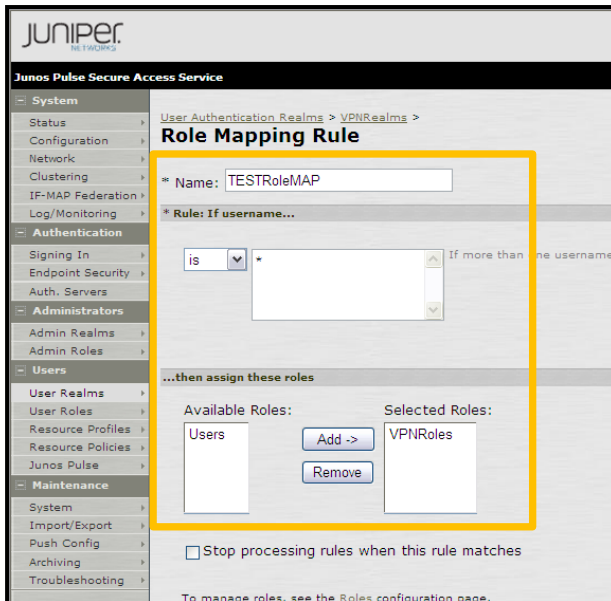 JUNIPER
NETWORKS
Junos Pulse Secure Access Service
System
Status
Configuration
Network
Clustering
IF-MAP Federation
Log/Monitoring
Authentication
Signing In
Endpoint Security
Auth. Servers
Administrators
Admin Realms
Admin Roles
Users
User Realms
User Roles
Resource Profiles
Resource Policies
Junos Pulse
Maintenance
System
Import/Export
Push Config
Archiving
Troubleshooting
User Authentication Realms > VPNRealms >
Role Mapping Rule
* Name: TESTRoleMAP
* Rule: If username...
is * If more than one username
...then assign these roles
Available Roles: Selected Roles:
Users Add -> VPNRoles
Remove
Stop processing rules when this rule matches
To manage roles, see the Roles configuration page.